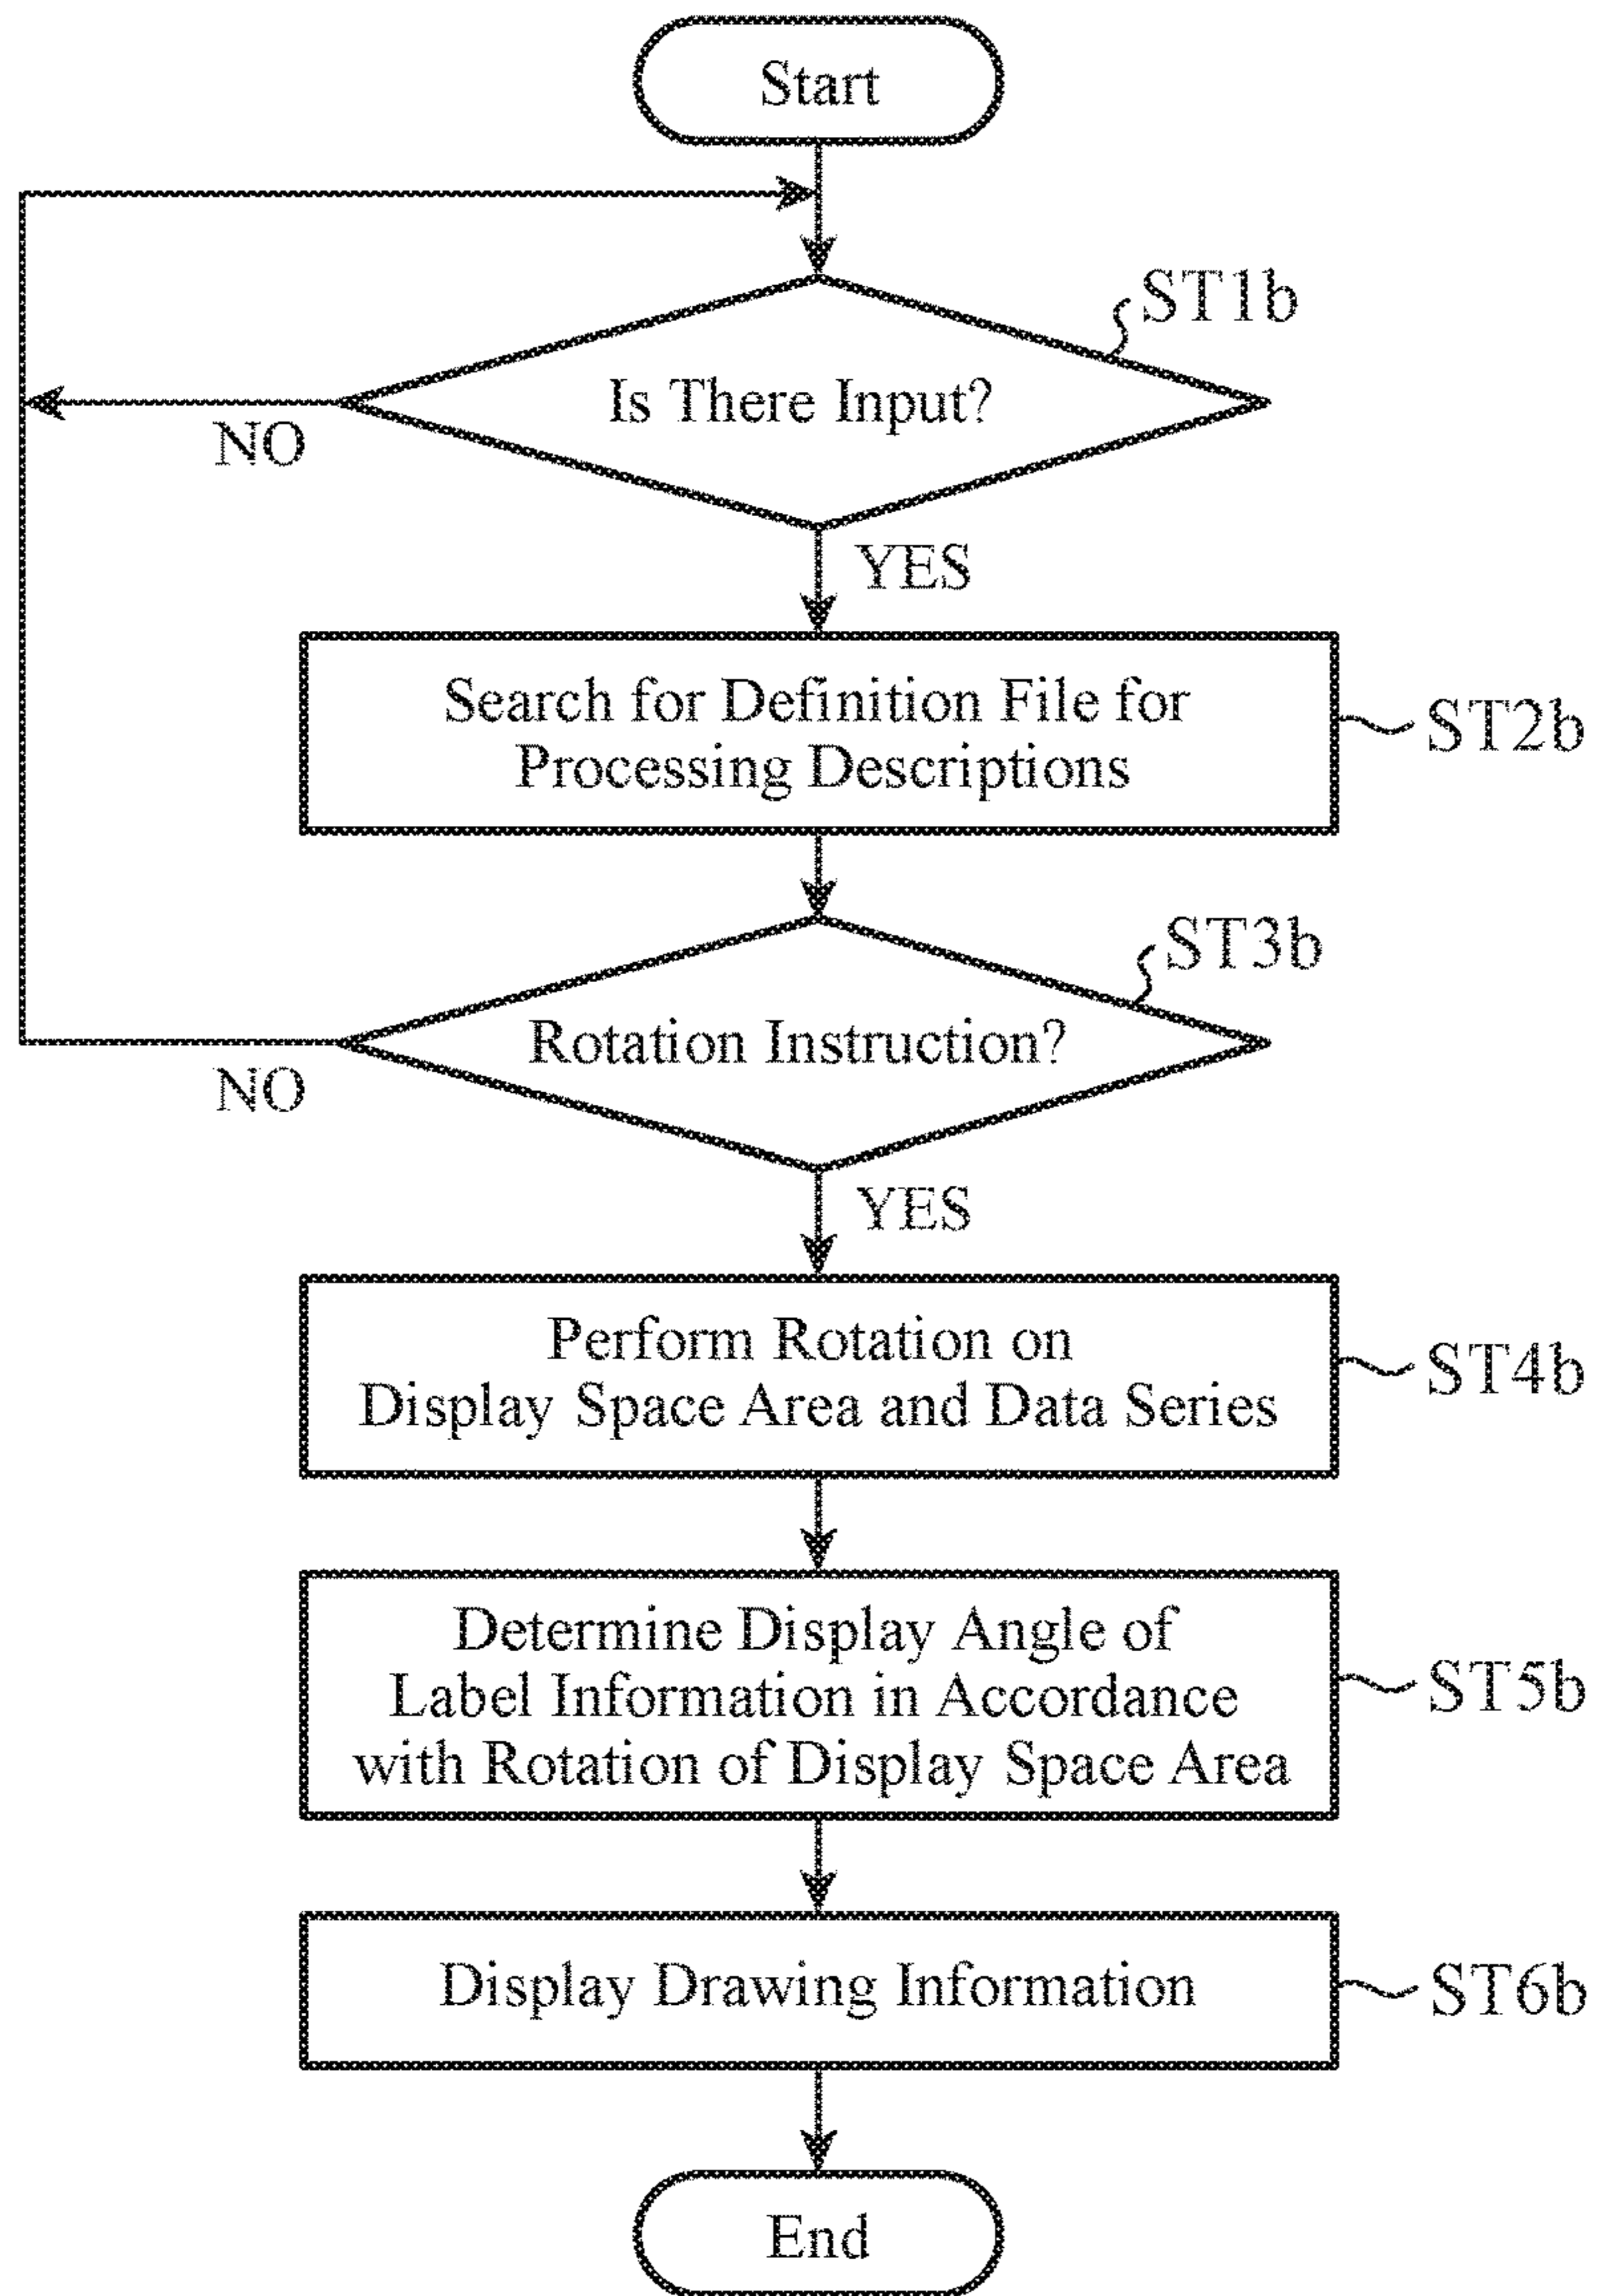 Start
ST1b
Is There Input?
NO
YES
Search for Definition File for
Processing Descriptions
ST2b
ST3b
Rotation Instruction?
NO
YES
Perform Rotation on
Display Space Area and Data Series
ST4b
Determine Display Angle of
Label Information in Accordance
with Rotation of Display Space Area
ST5b
Display Drawing Information
ST6b
End